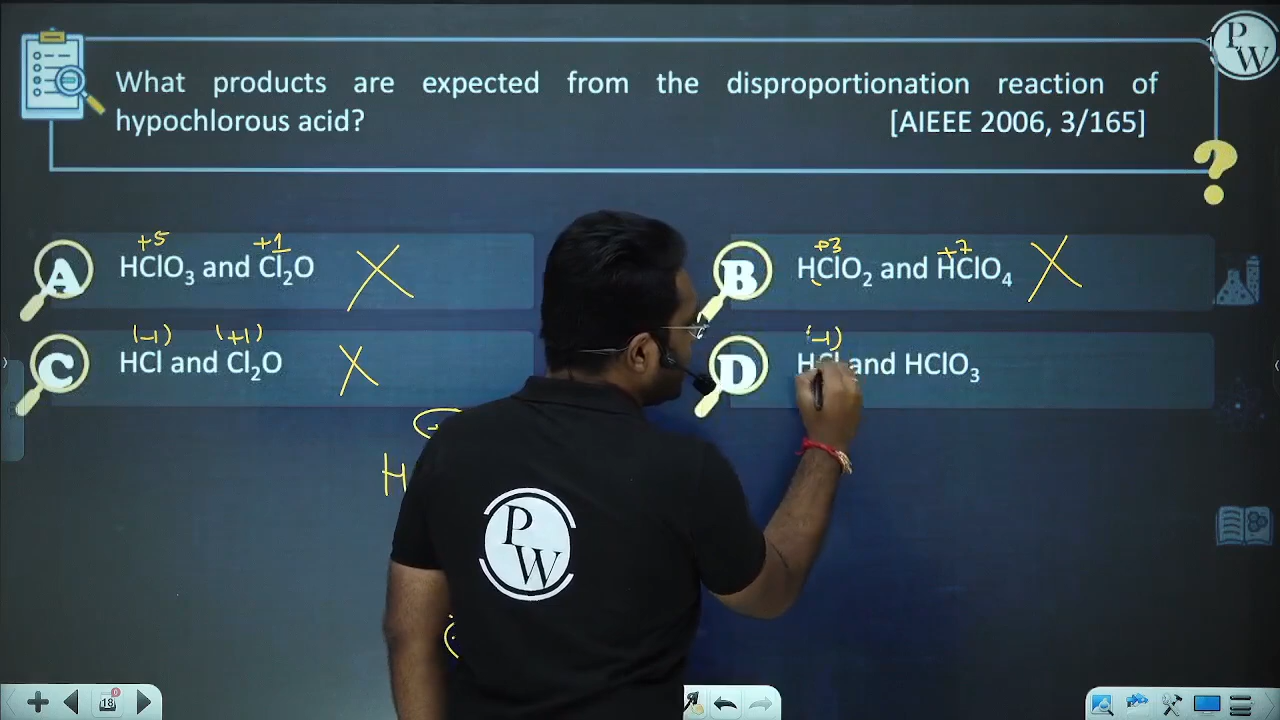 What products are expected from the disproportionation reaction of
hypochlorous acid? [AIEEE 2006, 3/165]
PW
+5 +1
A HClO3 and Cl2O X
+3 +7
B HClO2 and HClO4 X
(-1) (+1)
C HCl and Cl2O X
(-1)
D HCl and HClO3
H
PW
18